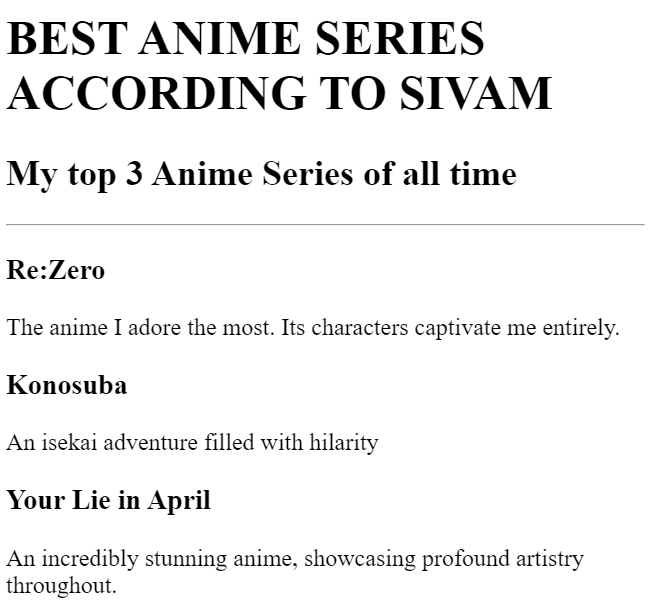 BEST ANIME SERIES
ACCORDING TO SIVAM
My top 3 Anime Series of all time
Re:Zero
The anime I adore the most. Its characters captivate me entirely.
Konosuba
An isekai adventure filled with hilarity
Your Lie in April
An incredibly stunning anime, showcasing profound artistry
throughout.